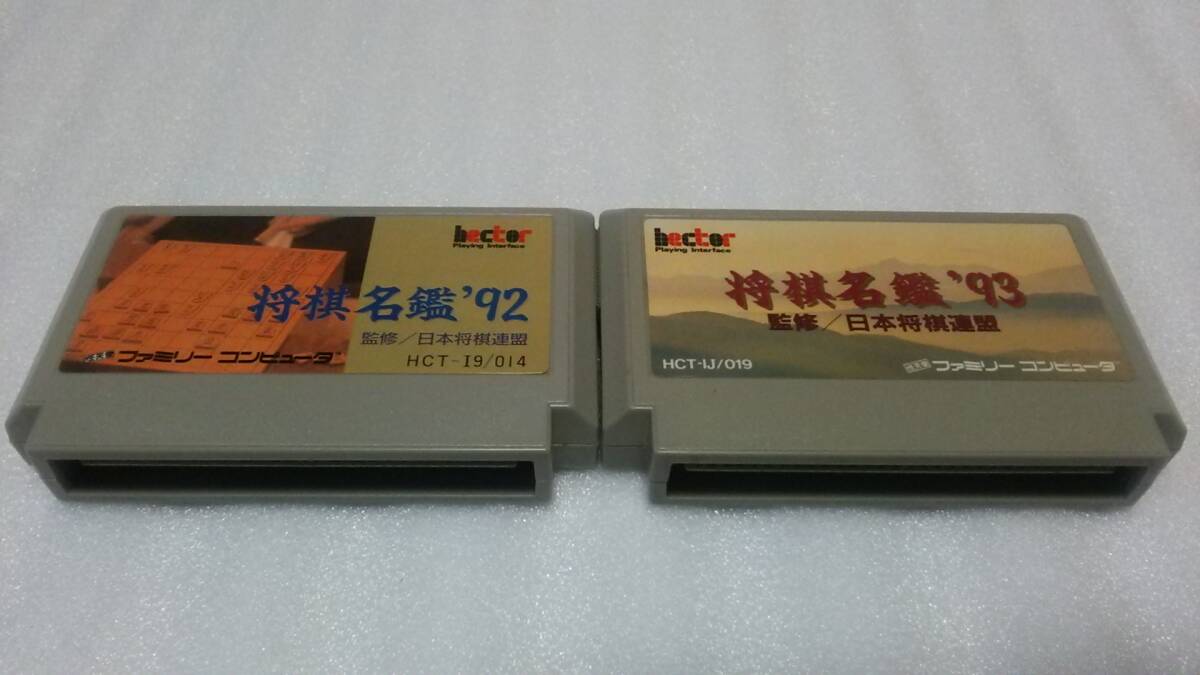 hector
Playing Interface
将棋名鑑'92
監修/日本将棋連盟
ファミリー コンピュータ™
HCT-I9/014
hector
Playing Interface
将棋名鑑'93
監修/日本将棋連盟
HCT-IJ/019
ファミリー コンピュータ